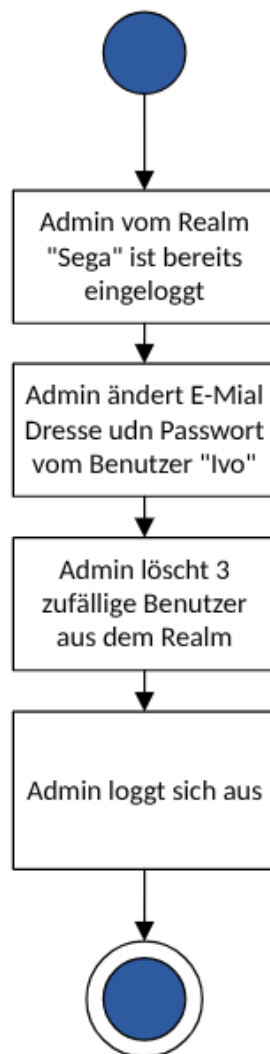 Admin vom Realm
"Sega" ist bereits
eingeloggt
Admin ändert E-Mial
Dresse udn Passwort
vom Benutzer "Ivo"
Admin löscht 3
zufällige Benutzer
aus dem Realm
Admin loggt sich aus